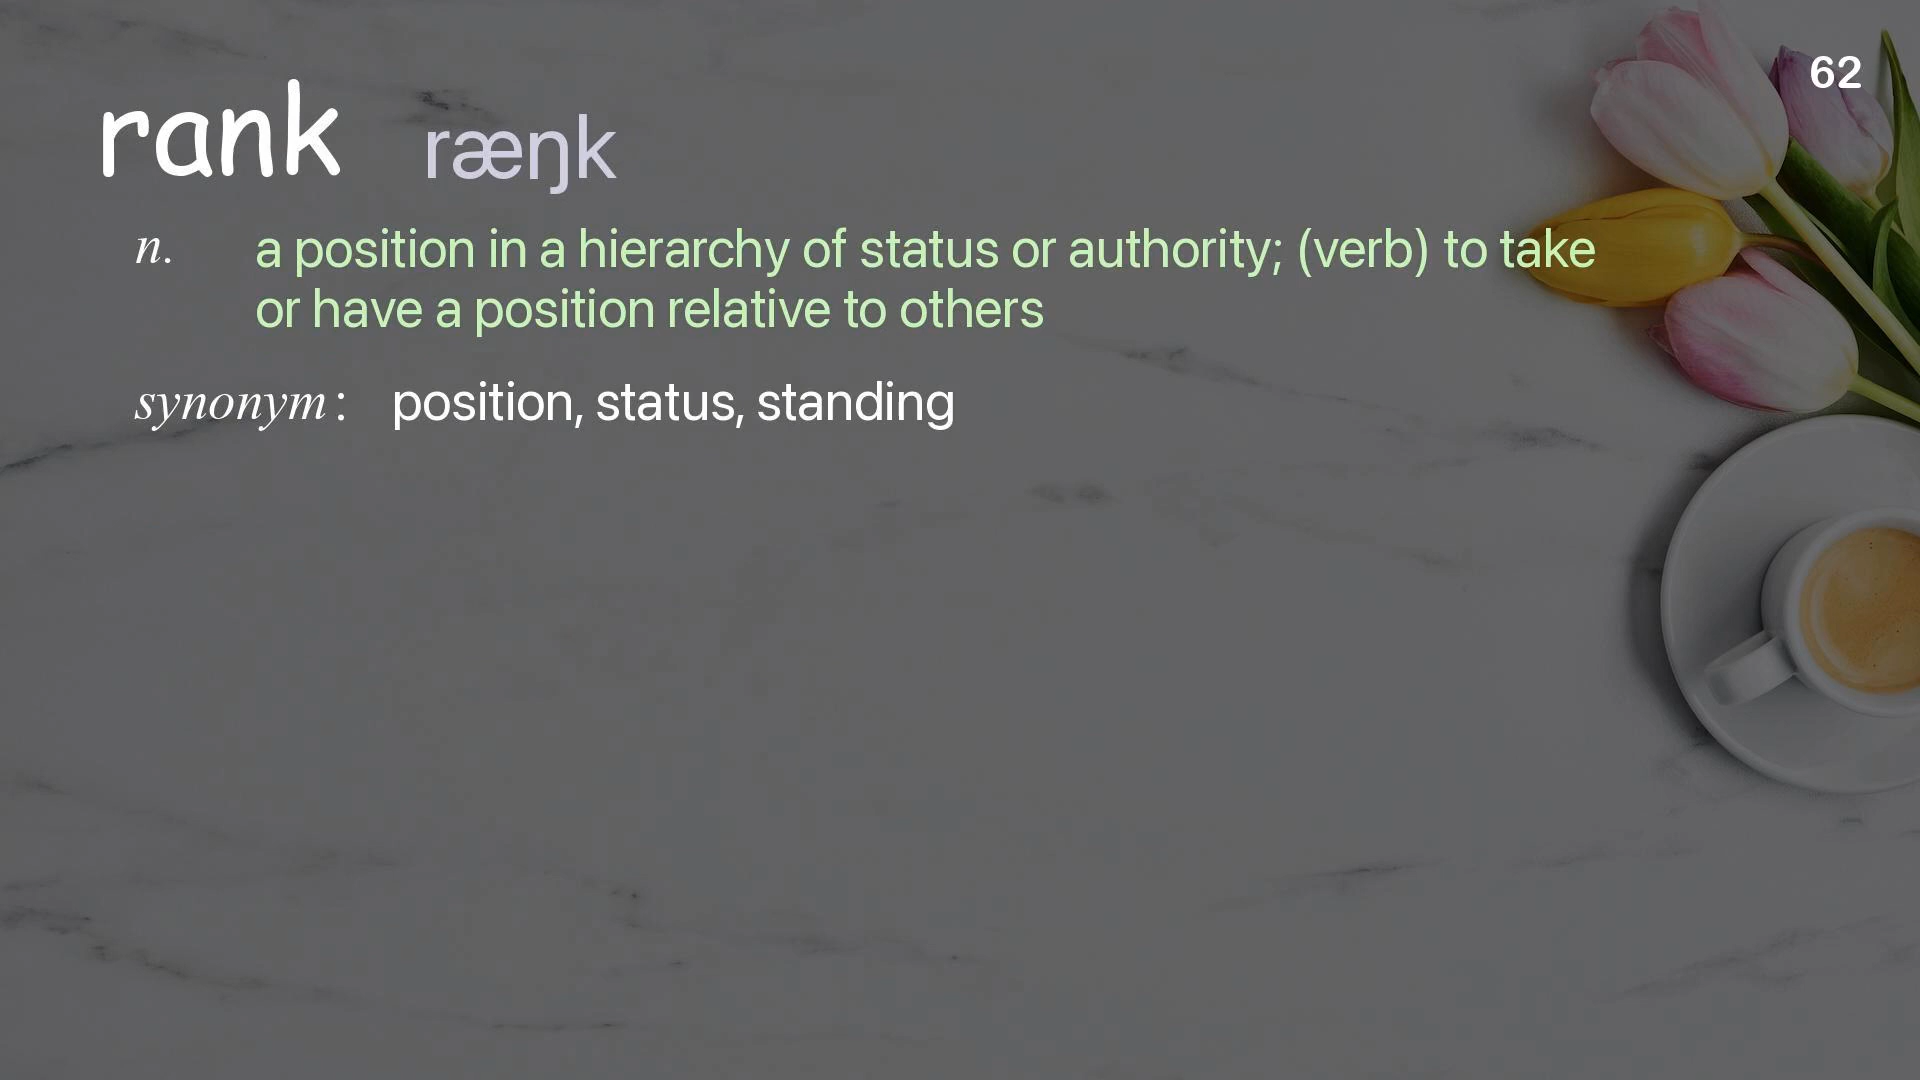 62
rank ræŋk
n. a position in a hierarchy of status or authority; (verb) to take
or have a position relative to others
synonym: position, status, standing